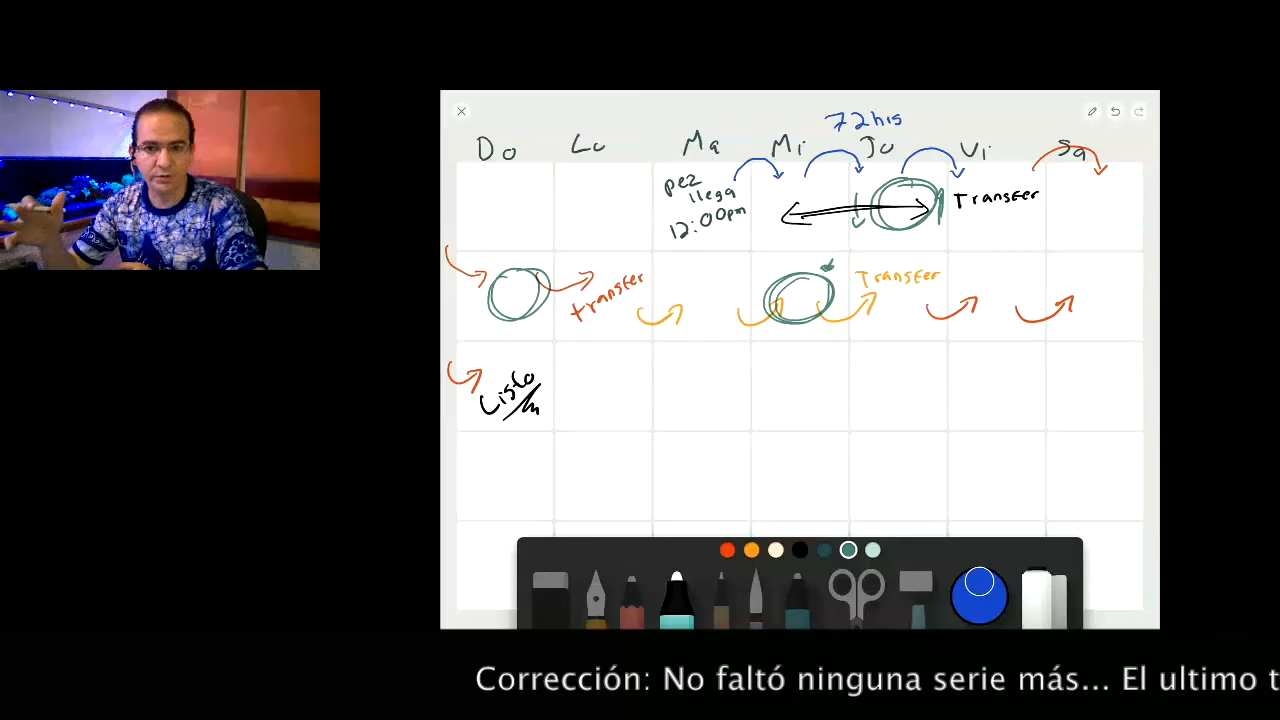 72hrs
Do Lu Ma Mi Ju Vi Sa
pez
llega
12:00pm
Transfer
transfer
Transfer
Listo
Corrección: No faltó ninguna serie más... El ultimo t